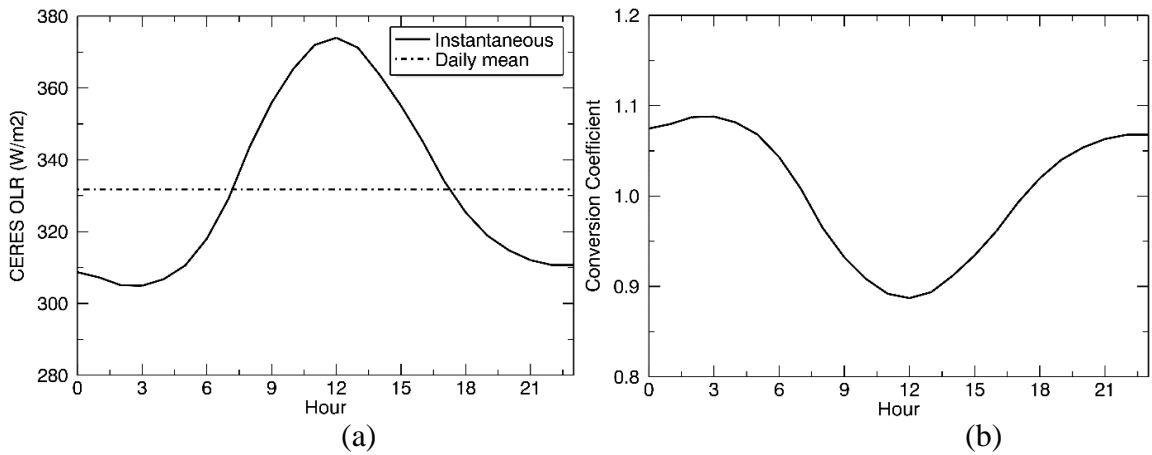 380
360
340
320
300
280
CERES OLR (W/m2)
Instantaneous
Daily mean
0 3 6 9 12 15 18 21
Hour
(a)
1.2
1.1
1.0
0.9
0.8
Conversion Coefficient
0 3 6 9 12 15 18 21
Hour
(b)